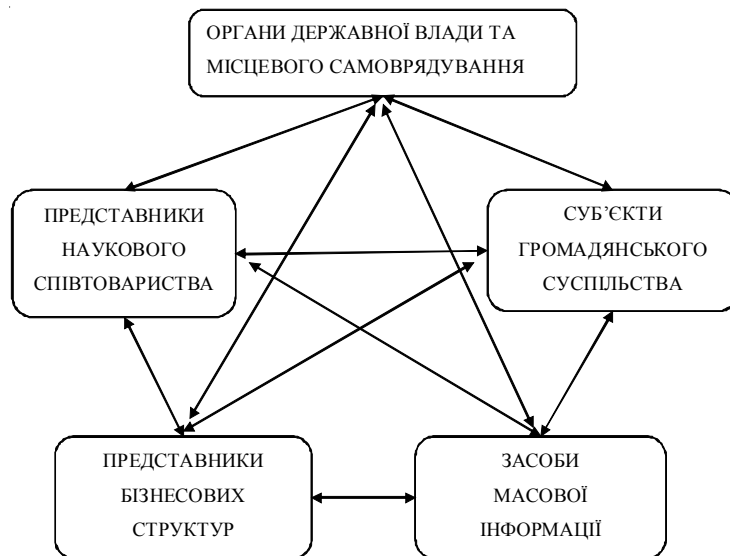 ОРГАНИ ДЕРЖАВНОЇ ВЛАДИ ТА
МІСЦЕВОГО САМОВРЯДУВАННЯ
ПРЕДСТАВНИКИ
НАУКОВОГО
СПІВТОВАРИСТВА
СУБ’ЄКТИ
ГРОМАДЯНСЬКОГО
СУСПІЛЬСТВА
ПРЕДСТАВНИКИ
БІЗНЕСОВИХ
СТРУКТУР
ЗАСОБИ
МАСОВОЇ
ІНФОРМАЦІЇ